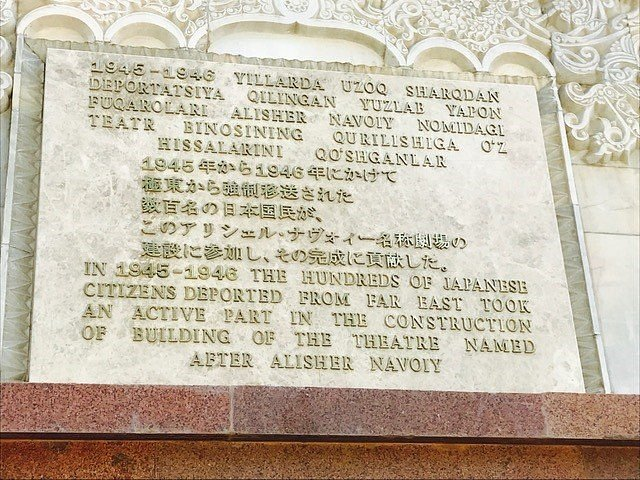 1945-1946 YILLARDA UZOQ SHARQDAN
DEPORTATSIYA QILINGAN YUZLAB YAPON
FUQAROLARI ALISHER NAVOIY NOMIDAGI
TEATR BINOSINING QURILISHIGA O'Z
HISSALARINI QO'SHGANLAR
1945年から1946年にかけて
極東から強制移送された
数百名の日本国民が、
このアリシェル・ナヴォイー名称劇場の
建設に参加し、その完成に貢献した。
IN 1945-1946 THE HUNDREDS OF JAPANESE
CITIZENS DEPORTED FROM FAR EAST TOOK
AN ACTIVE PART IN THE CONSTRUCTION
OF BUILDING OF THE THEATRE NAMED
AFTER ALISHER NAVOIY